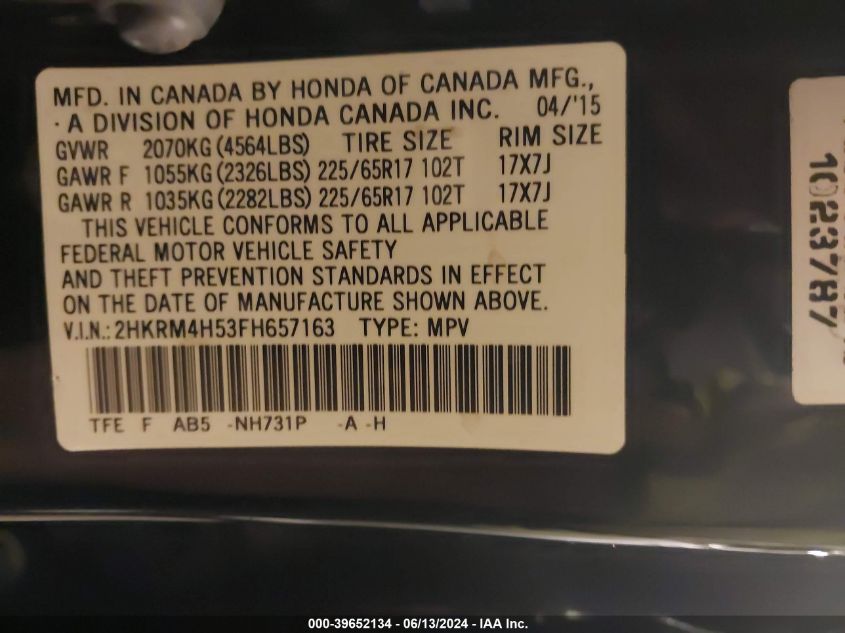 MFD. IN CANADA BY HONDA OF CANADA MFG.,
· A DIVISION OF HONDA CANADA INC. 04/'15
GVWR 2070KG (4564LBS) TIRE SIZE RIM SIZE
GAWR F 1055KG (2326LBS) 225/65R17 102T 17X7J
GAWR R 1035KG (2282LBS) 225/65R17 102T 17X7J
THIS VEHICLE CONFORMS TO ALL APPLICABLE
FEDERAL MOTOR VEHICLE SAFETY
AND THEFT PREVENTION STANDARDS IN EFFECT
ON THE DATE OF MANUFACTURE SHOWN ABOVE.
V.I.N.: 2HKRM4H53FH657163 TYPE: MPV
TFE F AB5 -NH731P -A -H
1023787
000-39652134 - 06/13/2024 - IAA Inc.